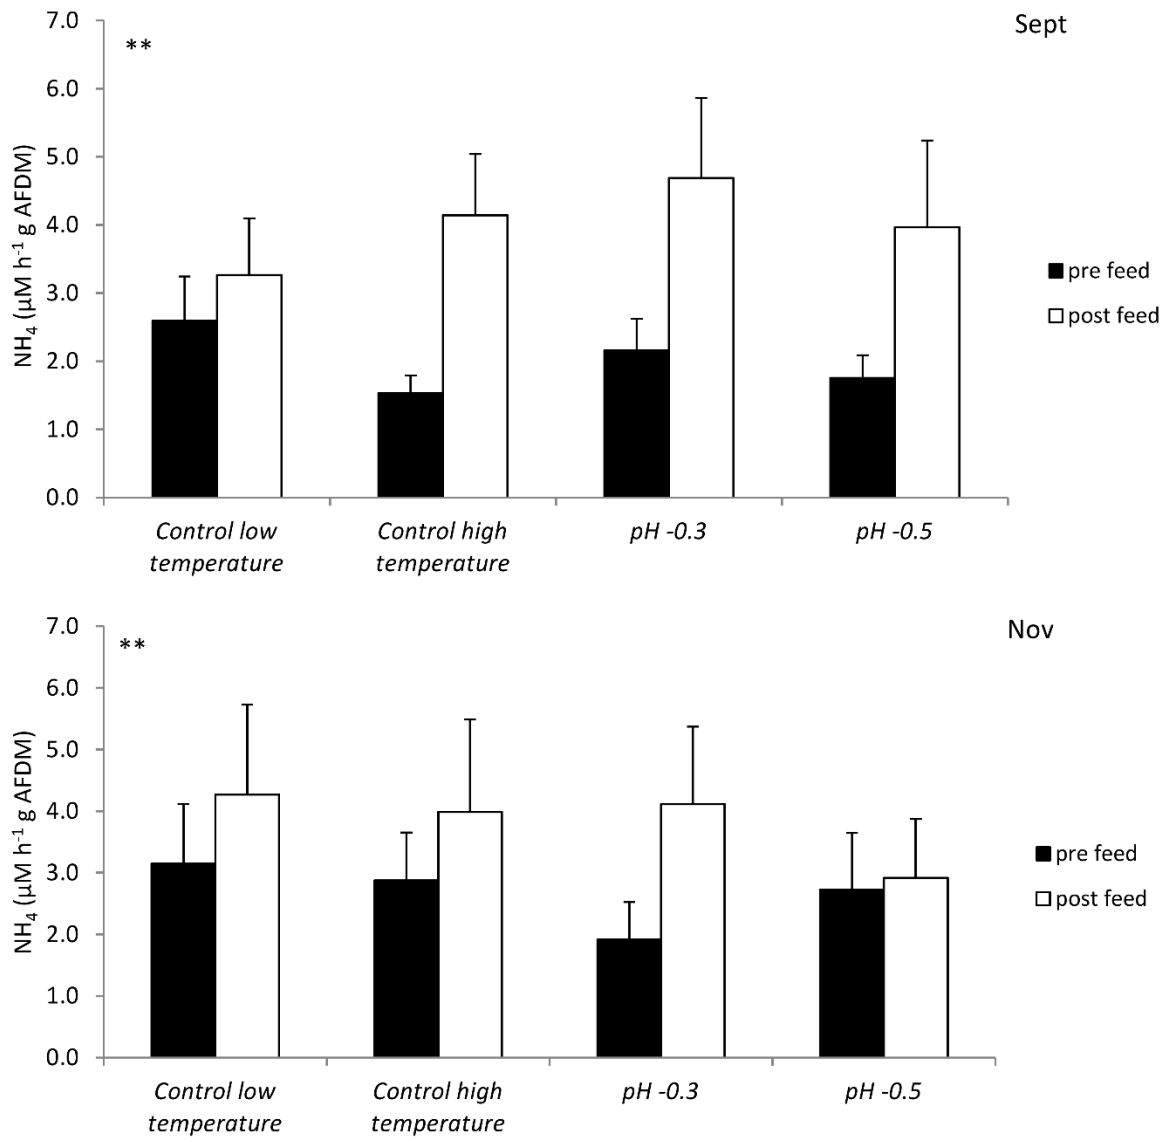 Sept
**
7.0
6.0
5.0
4.0
3.0
2.0
1.0
0.0
NH₄ (µM h⁻¹ g AFDM)
pre feed
post feed
Control low
temperature
Control high
temperature
pH -0.3
pH -0.5
Nov
**
7.0
6.0
5.0
4.0
3.0
2.0
1.0
0.0
NH₄ (µM h⁻¹ g AFDM)
pre feed
post feed
Control low
temperature
Control high
temperature
pH -0.3
pH -0.5